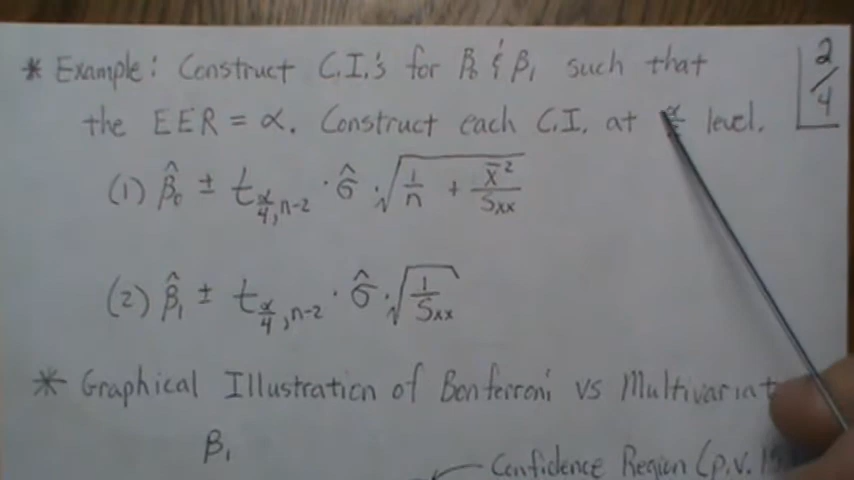 * Example: Construct C.I.'s for β₀ & β₁ such that
the EER = α. Construct each C.I. at level.
2/4
(1) β̂₀ ± t_{α/4, n-2} · σ̂ · √(1/n + x̄²/Sxx)
(2) β̂₁ ± t_{α/4, n-2} · σ̂ · √(1/Sxx)
* Graphical Illustration of Bonferroni vs
β₁
Confidence Region (p.v.